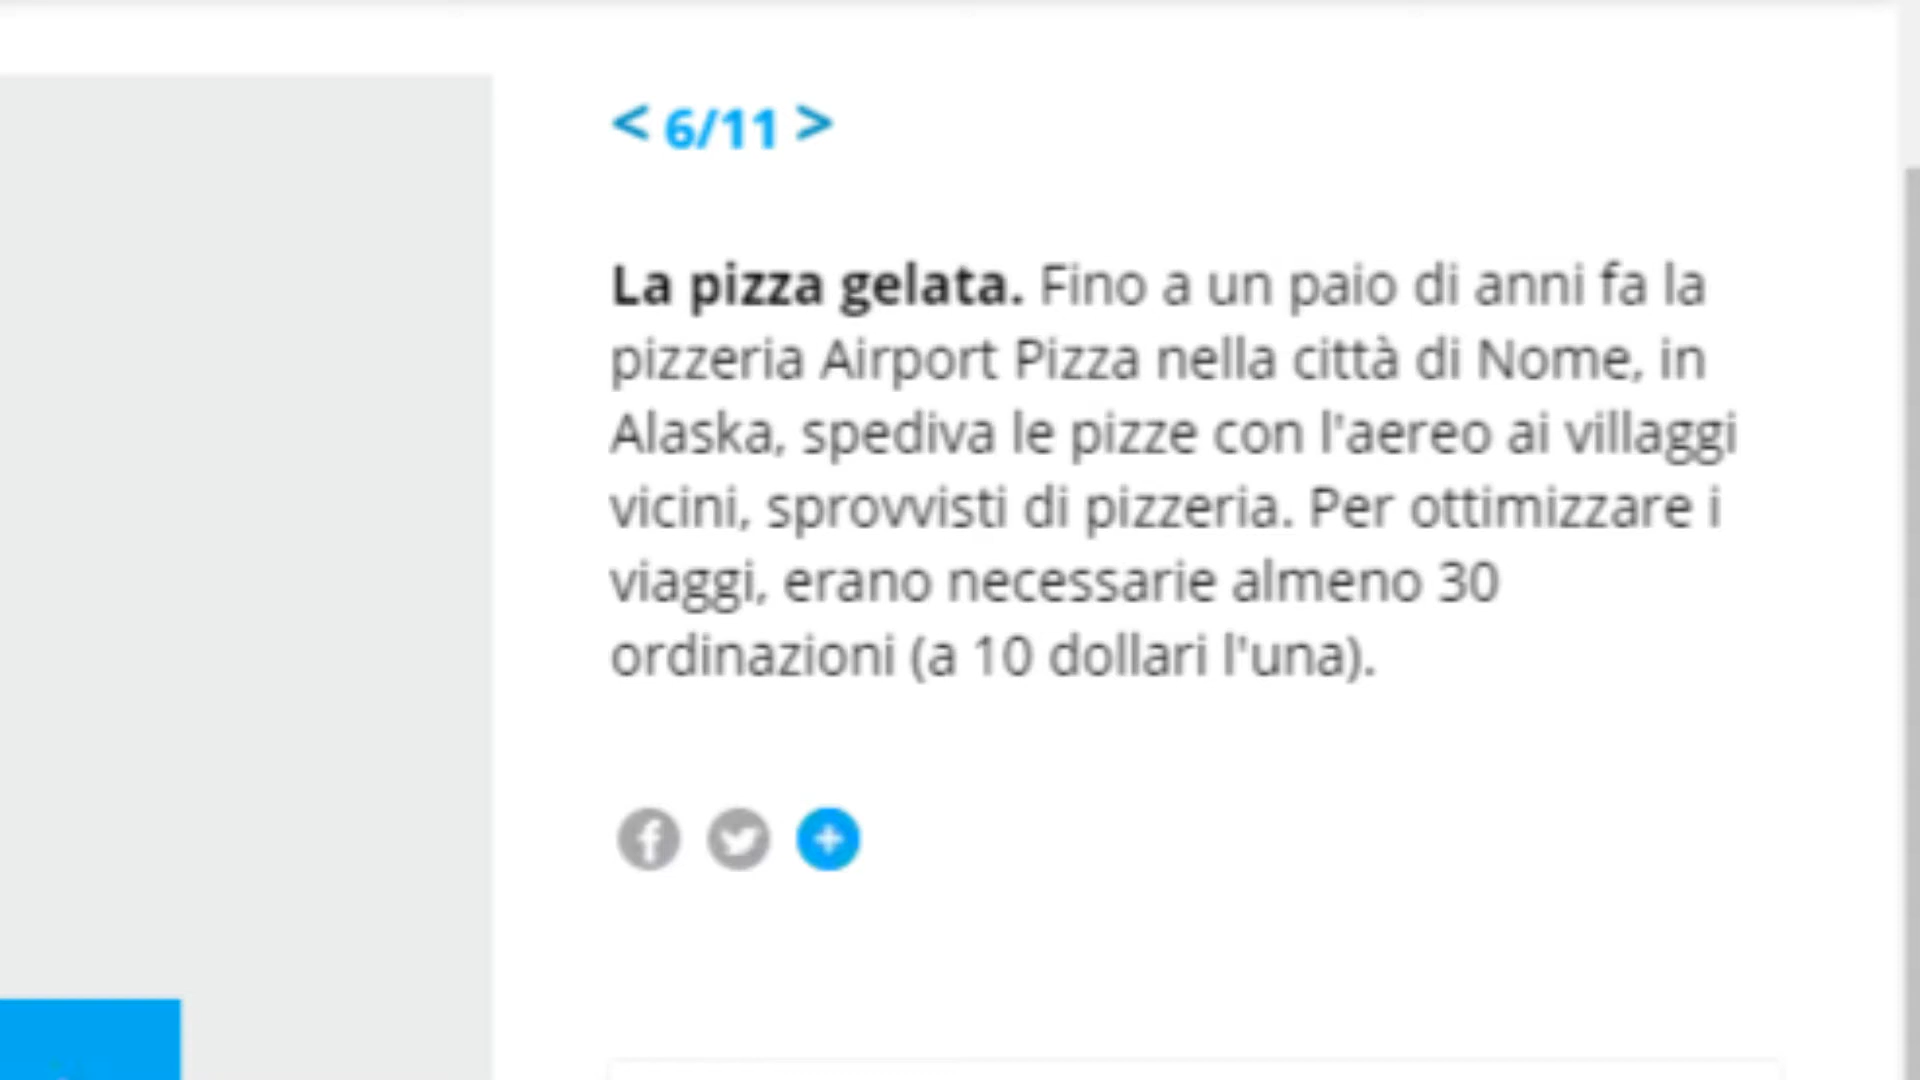 < 6/11 >
La pizza gelata. Fino a un paio di anni fa la
pizzeria Airport Pizza nella città di Nome, in
Alaska, spediva le pizze con l'aereo ai villaggi
vicini, sprovvisti di pizzeria. Per ottimizzare i
viaggi, erano necessarie almeno 30
ordinazioni (a 10 dollari l'una).